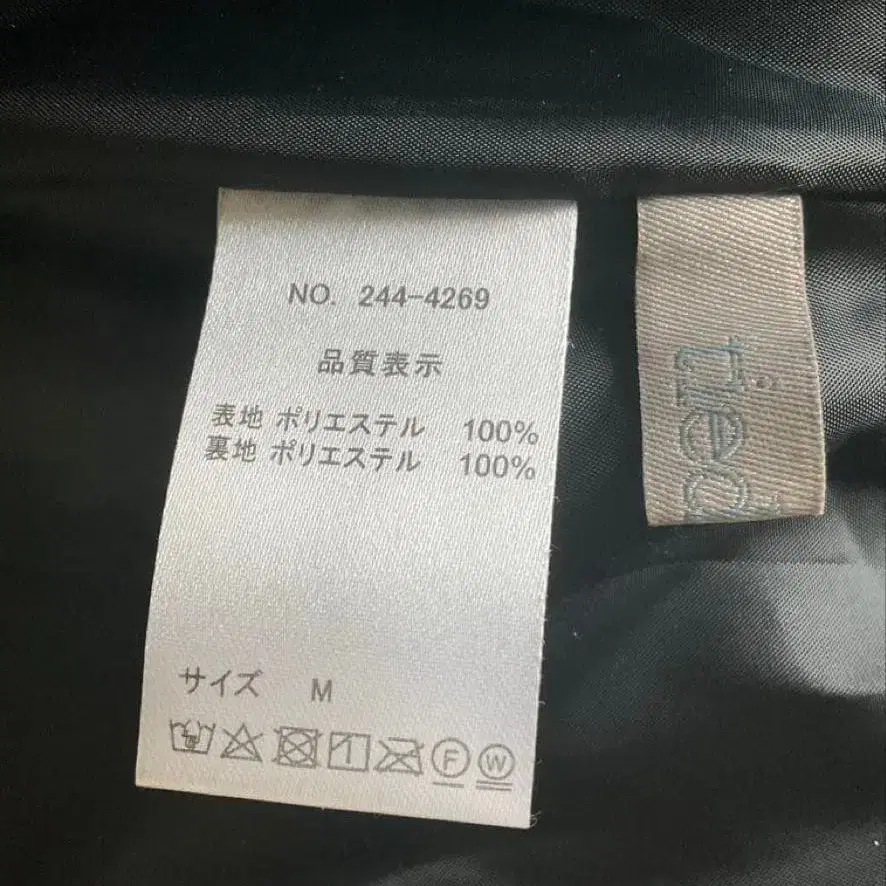 NO. 244-4269
品質表示
表地 ポリエステル 100%
裏地 ポリエステル 100%
サイズ M
F W